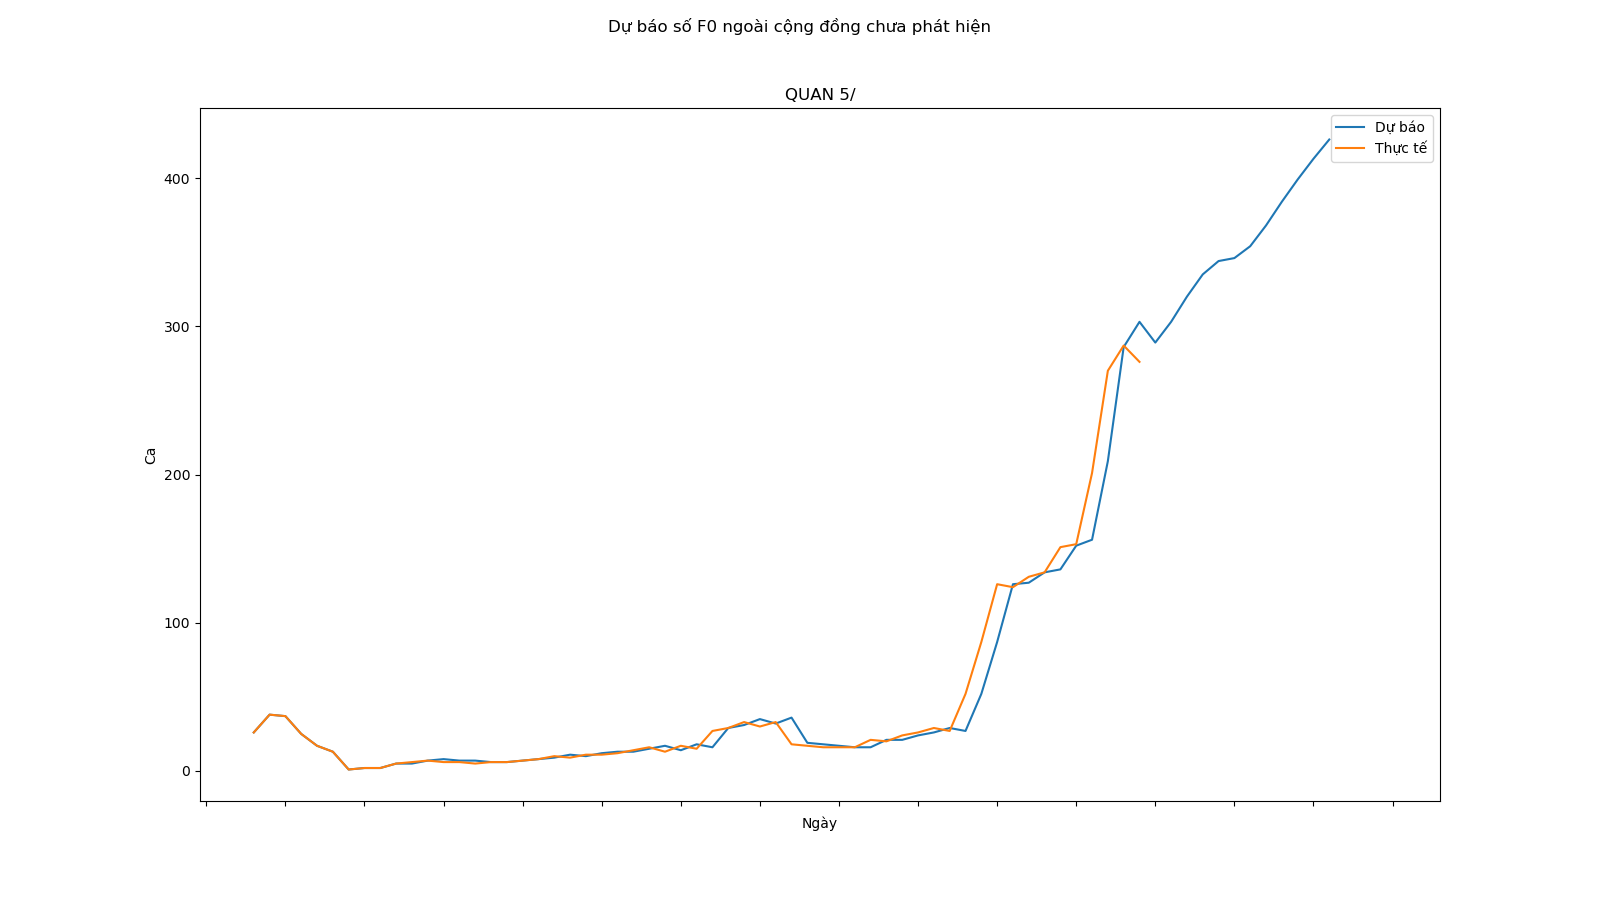 Dự báo số F0 ngoài cộng đồng chưa phát hiện
QUAN 5/
Dự báo
Thực tế
400
300
200
100
0
Ca
Ngày